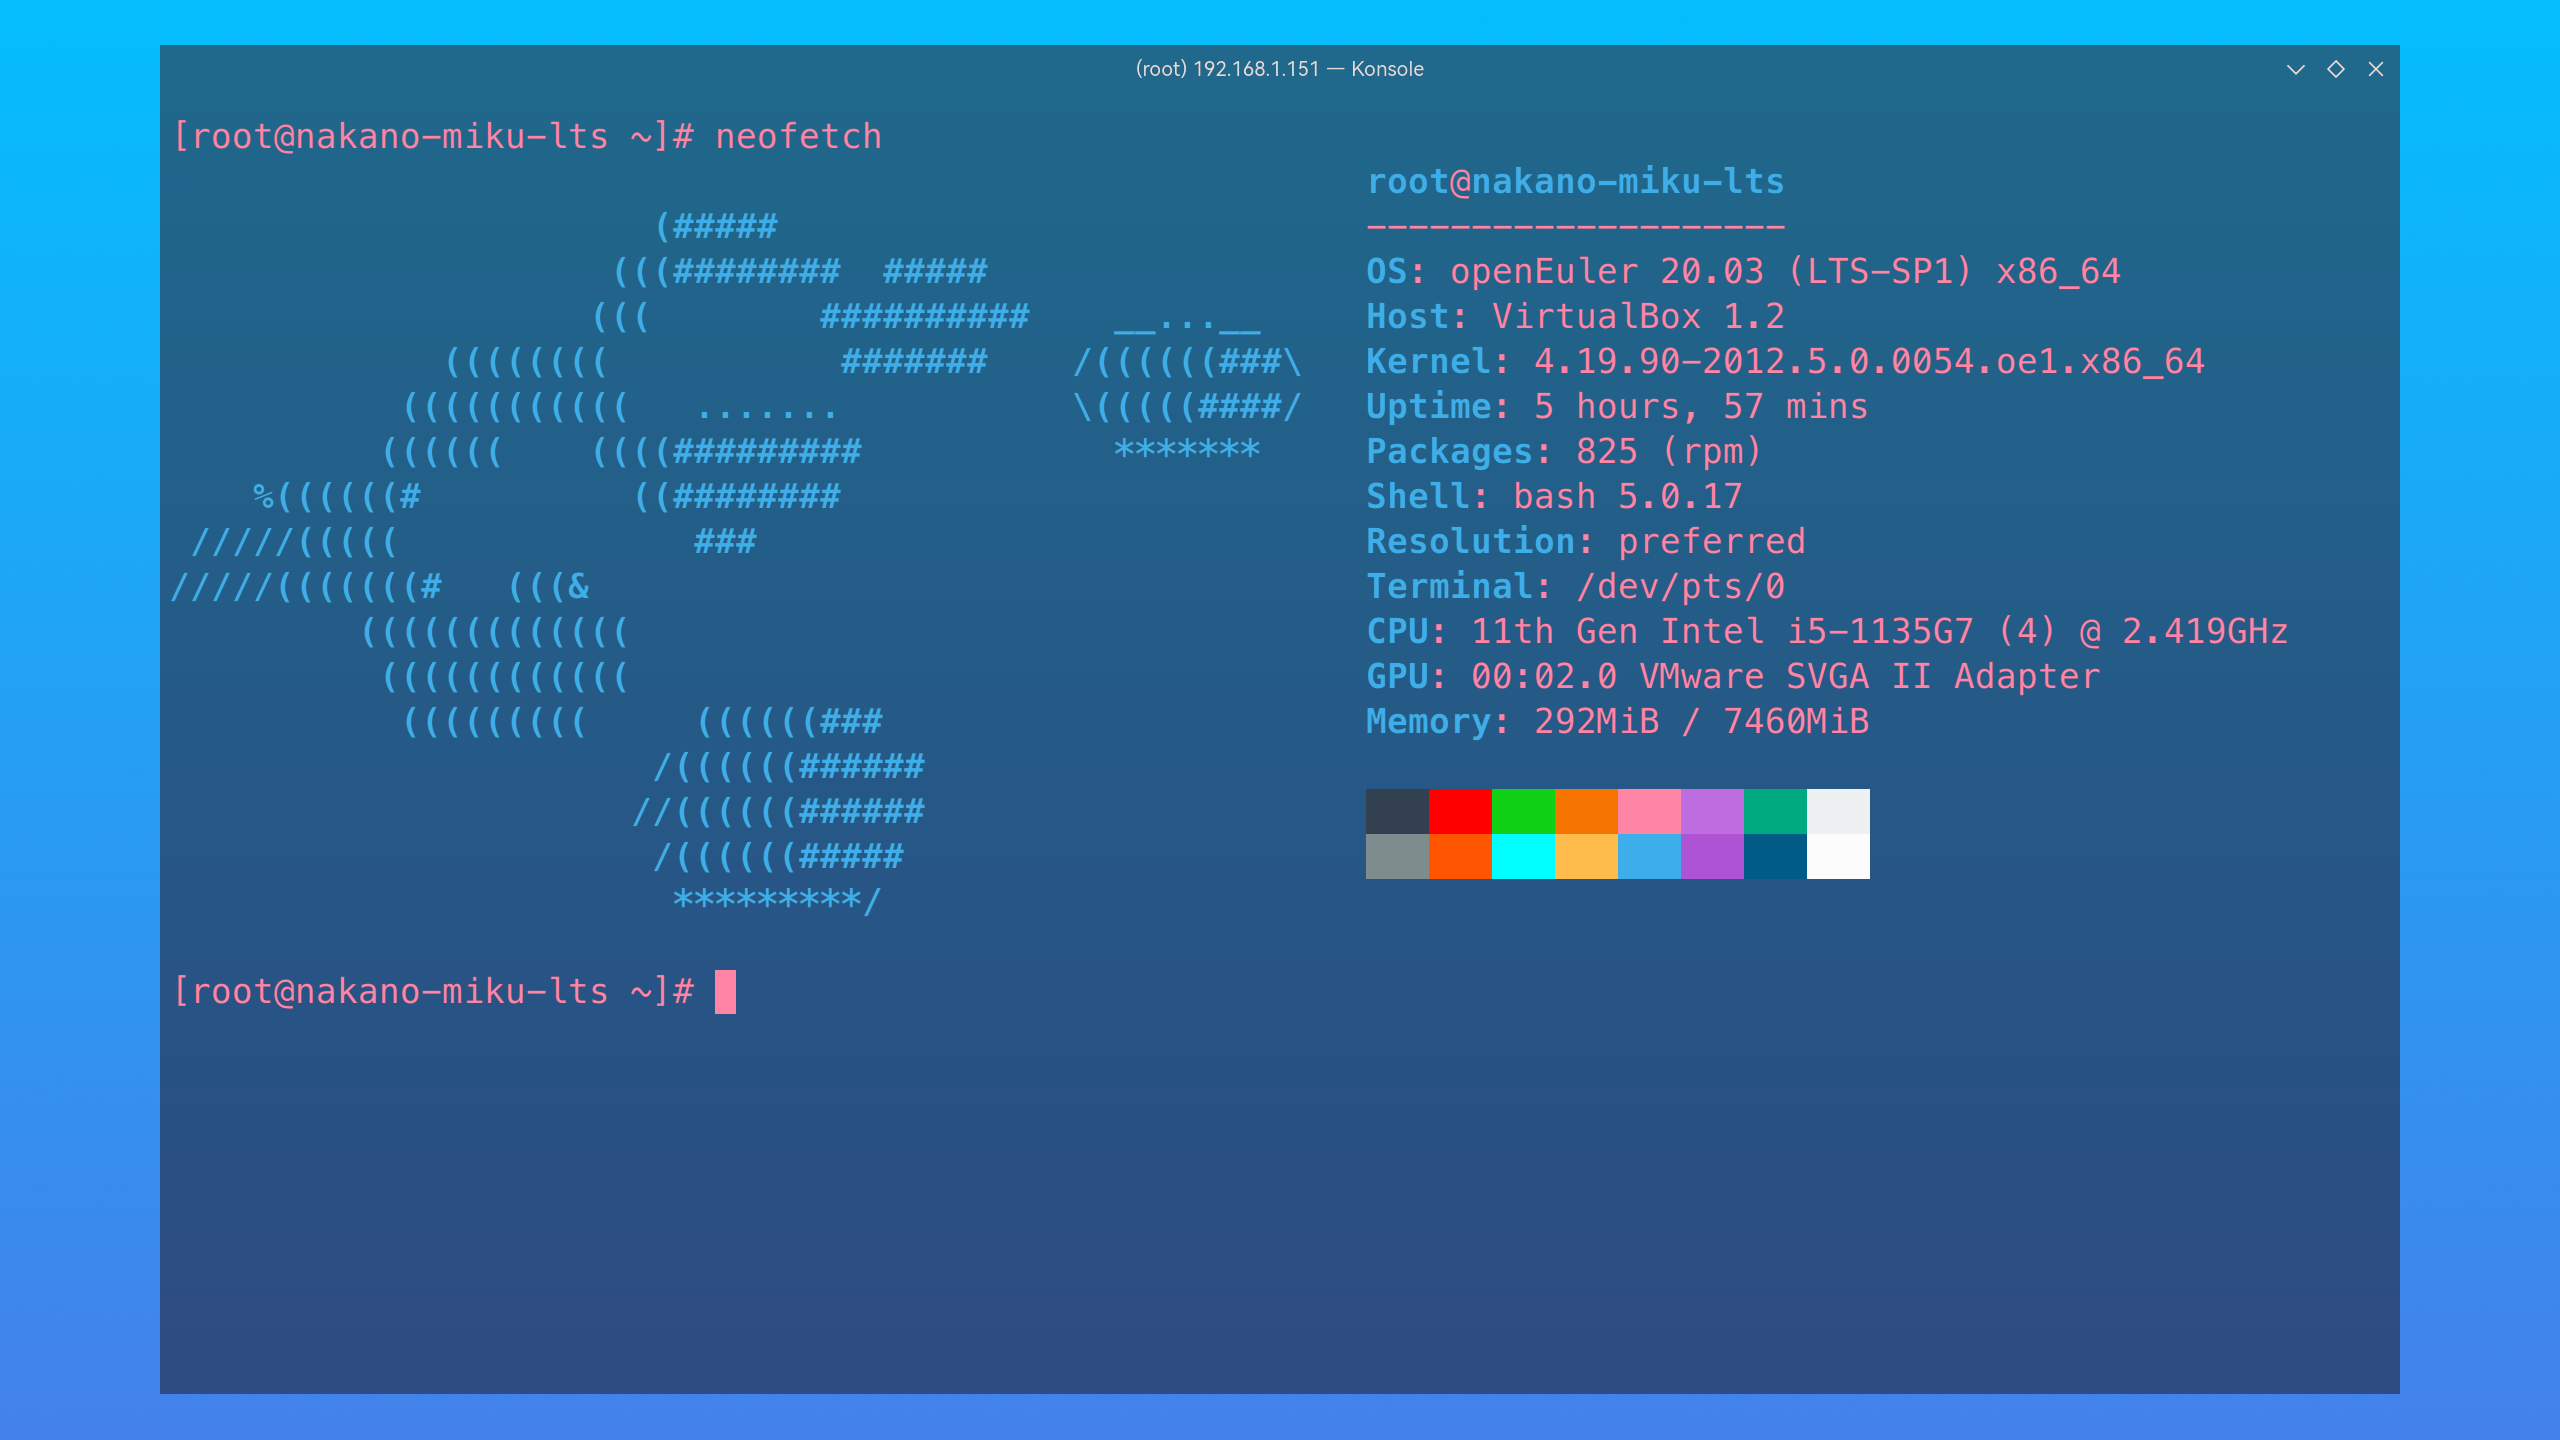 (root) 192.168.1.151 — Konsole
[root@nakano-miku-lts ~]# neofetch
                                                         root@nakano-miku-lts
                       (#####                            --------------------
                     (((########  #####                  OS: openEuler 20.03 (LTS-SP1) x86_64
                    (((        ##########    __...__     Host: VirtualBox 1.2
             ((((((((           #######    /((((((###\   Kernel: 4.19.90-2012.5.0.0054.oe1.x86_64
           (((((((((((   .......           \(((((####/   Uptime: 5 hours, 57 mins
          ((((((    ((((#########            *******     Packages: 825 (rpm)
    %((((((#          ((########                         Shell: bash 5.0.17
 /////(((((              ###                             Resolution: preferred
/////(((((((#   (((&                                     Terminal: /dev/pts/0
         (((((((((((((                                   CPU: 11th Gen Intel i5-1135G7 (4) @ 2.419GHz
          ((((((((((((                                   GPU: 00:02.0 VMware SVGA II Adapter
           (((((((((     ((((((###                       Memory: 292MiB / 7460MiB
                       /((((((######
                      //((((((######
                       /((((((#####
                        *********/
[root@nakano-miku-lts ~]#